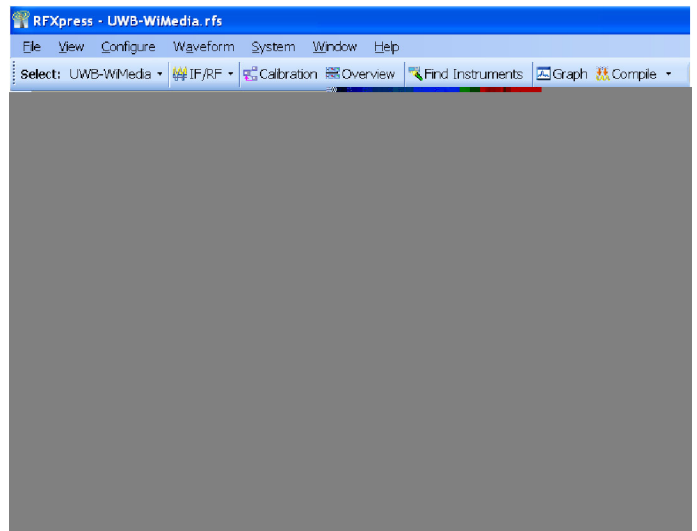 RFXpress - UWB-WiMedia.rfs
File View Configure Waveform System Window Help
Select: UWB-WiMedia IF/RF Calibration Overview Find Instruments Graph Compile